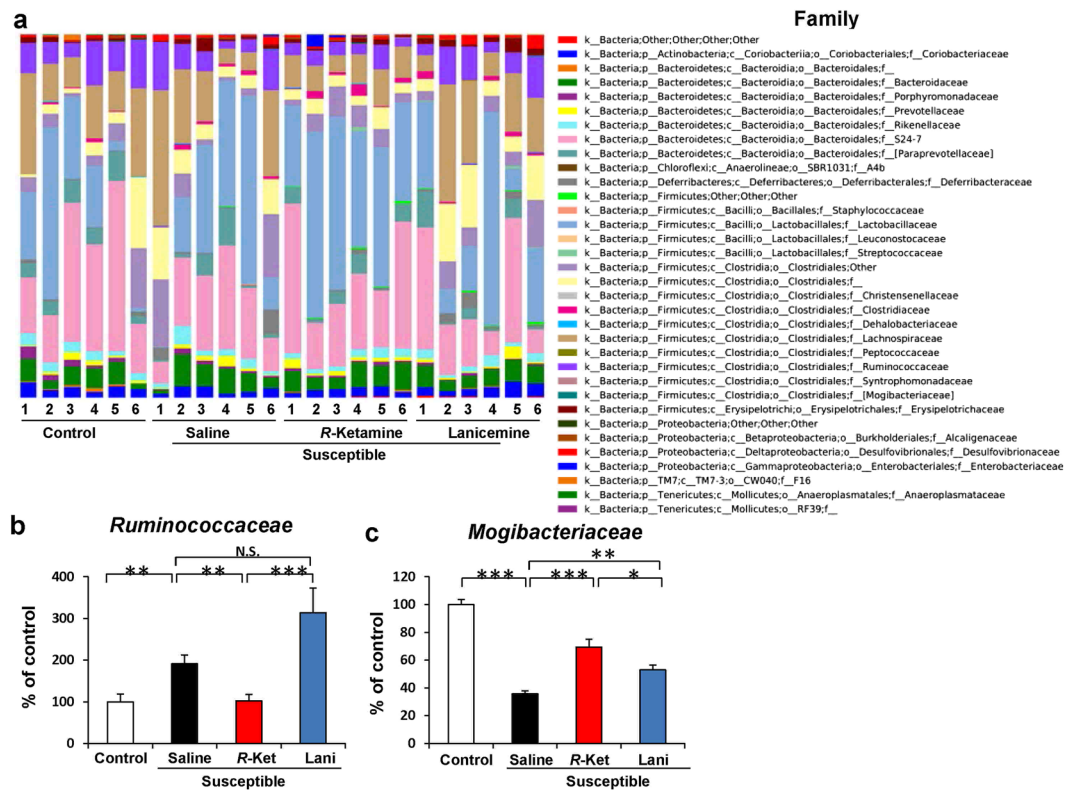 a
Family
k__Bacteria;Other;Other;Other;Other
k__Bacteria;p__Actinobacteria;c__Coriobacteriia;o__Coriobacteriales;f__Coriobacteriaceae
k__Bacteria;p__Bacteroidetes;c__Bacteroidia;o__Bacteroidales;f__
k__Bacteria;p__Bacteroidetes;c__Bacteroidia;o__Bacteroidales;f__Bacteroidaceae
k__Bacteria;p__Bacteroidetes;c__Bacteroidia;o__Bacteroidales;f__Porphyromonadaceae
k__Bacteria;p__Bacteroidetes;c__Bacteroidia;o__Bacteroidales;f__Prevotellaceae
k__Bacteria;p__Bacteroidetes;c__Bacteroidia;o__Bacteroidales;f__Rikenellaceae
k__Bacteria;p__Bacteroidetes;c__Bacteroidia;o__Bacteroidales;f__S24-7
k__Bacteria;p__Bacteroidetes;c__Bacteroidia;o__Bacteroidales;f__[Paraprevotellaceae]
k__Bacteria;p__Chloroflexi;c__Anaerolineae;o__SBR1031;f__A4b
k__Bacteria;p__Deferribacteres;c__Deferribacteres;o__Deferribacterales;f__Deferribacteraceae
k__Bacteria;p__Firmicutes;Other;Other;Other
k__Bacteria;p__Firmicutes;c__Bacilli;o__Bacillales;f__Staphylococcaceae
k__Bacteria;p__Firmicutes;c__Bacilli;o__Lactobacillales;f__Lactobacillaceae
k__Bacteria;p__Firmicutes;c__Bacilli;o__Lactobacillales;f__Leuconostocaceae
k__Bacteria;p__Firmicutes;c__Bacilli;o__Lactobacillales;f__Streptococcaceae
k__Bacteria;p__Firmicutes;c__Clostridia;o__Clostridiales;Other
k__Bacteria;p__Firmicutes;c__Clostridia;o__Clostridiales;f__
k__Bacteria;p__Firmicutes;c__Clostridia;o__Clostridiales;f__Christensenellaceae
k__Bacteria;p__Firmicutes;c__Clostridia;o__Clostridiales;f__Clostridiaceae
k__Bacteria;p__Firmicutes;c__Clostridia;o__Clostridiales;f__Dehalobacteriaceae
k__Bacteria;p__Firmicutes;c__Clostridia;o__Clostridiales;f__Lachnospiraceae
k__Bacteria;p__Firmicutes;c__Clostridia;o__Clostridiales;f__Peptococcaceae
k__Bacteria;p__Firmicutes;c__Clostridia;o__Clostridiales;f__Ruminococcaceae
k__Bacteria;p__Firmicutes;c__Clostridia;o__Clostridiales;f__Syntrophomonadaceae
k__Bacteria;p__Firmicutes;c__Clostridia;o__Clostridiales;f__[Mogibacteriaceae]
k__Bacteria;p__Firmicutes;c__Erysipelotrichi;o__Erysipelotrichales;f__Erysipelotrichaceae
k__Bacteria;p__Proteobacteria;Other;Other;Other
k__Bacteria;p__Proteobacteria;c__Betaproteobacteria;o__Burkholderiales;f__Alcaligenaceae
k__Bacteria;p__Proteobacteria;c__Deltaproteobacteria;o__Desulfovibrionales;f__Desulfovibrionaceae
k__Bacteria;p__Proteobacteria;c__Gammaproteobacteria;o__Enterobacteriales;f__Enterobacteriaceae
k__Bacteria;p__TM7;c__TM7-3;o__CW040;f__F16
k__Bacteria;p__Tenericutes;c__Mollicutes;o__Anaeroplasmatales;f__Anaeroplasmataceae
k__Bacteria;p__Tenericutes;c__Mollicutes;o__RF39;f__
1 2 3 4 5 6 1 2 3 4 5 6 1 2 3 4 5 6 1 2 3 4 5 6
Control Saline R-Ketamine Lanicemine
Susceptible
b
Ruminococcaceae
N.S.
** ** ***
% of control
400
300
200
100
0
Control Saline R-Ket Lani
Susceptible
c
Mogibacteriaceae
**
*** *** *
% of control
120
100
80
60
40
20
0
Control Saline R-Ket Lani
Susceptible